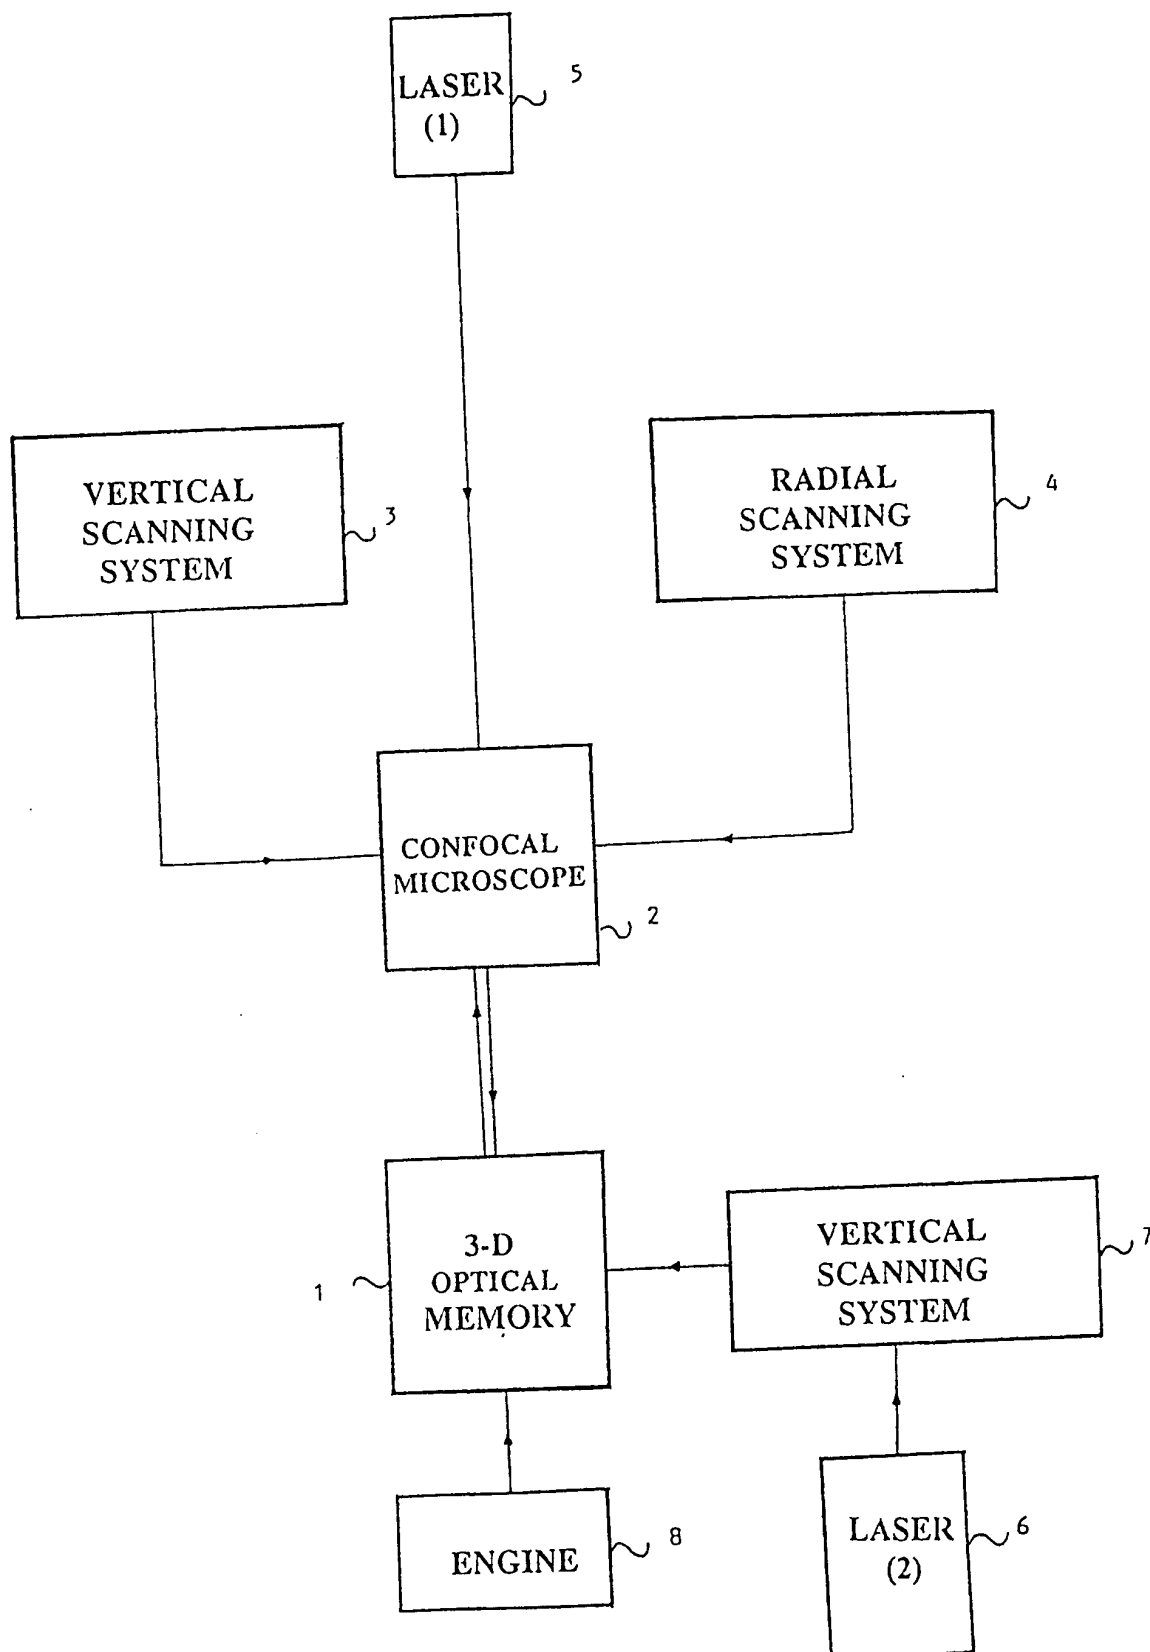 LASER
(1)
5
VERTICAL
SCANNING
SYSTEM
3
RADIAL
SCANNING
SYSTEM
4
CONFOCAL
MICROSCOPE
2
3-D
OPTICAL
MEMORY
1
VERTICAL
SCANNING
SYSTEM
7
ENGINE
8
LASER
(2)
6